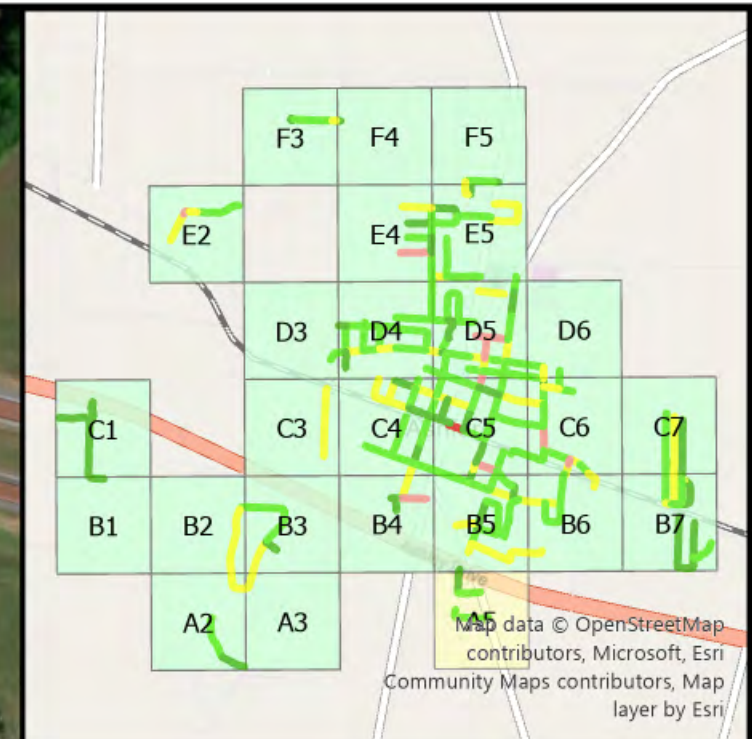 F3 F4 F5
E2 E4 E5
D3 D4 D5 D6
C1 C3 C4 C5 C6 C7
B1 B2 B3 B4 B5 B6 B7
A2 A3 A5
Map data © OpenStreetMap
contributors, Microsoft, Esri
Community Maps contributors, Map
layer by Esri